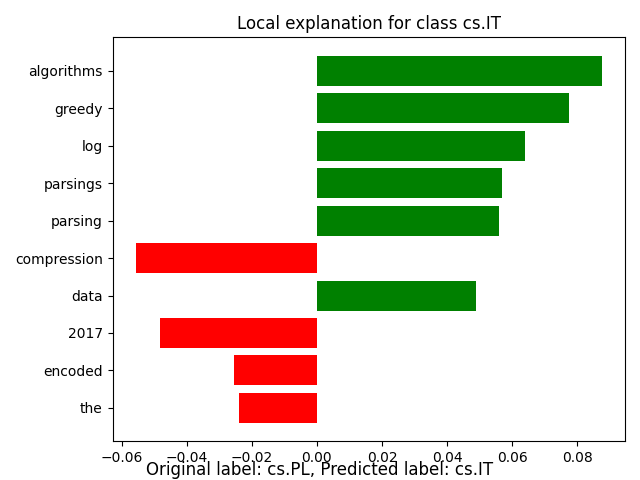 Local explanation for class cs.IT
algorithms
greedy
log
parsings
parsing
compression
data
2017
encoded
the
−0.06 −0.04 −0.02 0.00 0.02 0.04 0.06 0.08
Original label: cs.PL, Predicted label: cs.IT